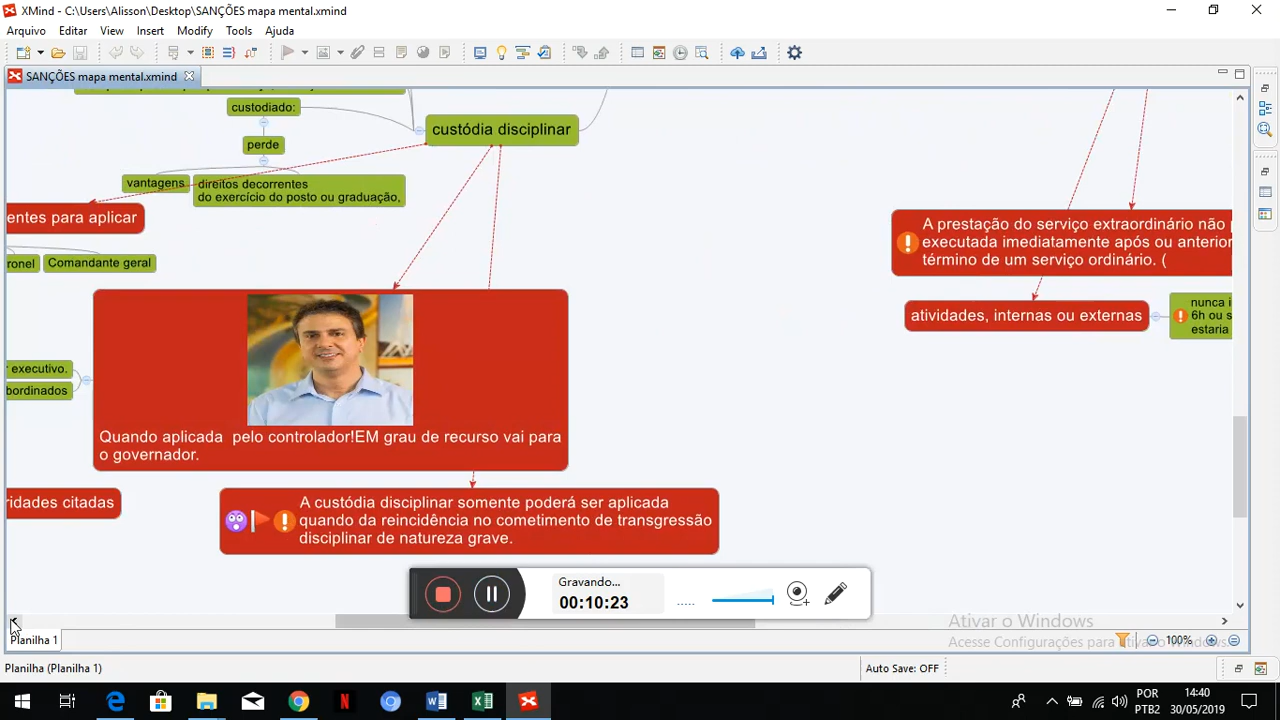 XMind - C:\Users\Alisson\Desktop\SANÇÕES mapa mental.xmind
Arquivo Editar View Insert Modify Tools Ajuda
SANÇÕES mapa mental.xmind
custodiado:
custódia disciplinar
perde
vantagens
direitos decorrentes
do exercício do posto ou graduação,
entes para aplicar
ronel
Comandante geral
A prestação do serviço extraordinário não
executada imediatamente após ou anterior
término de um serviço ordinário. (
atividades, internas ou externas
nunca i
6h ou s
estaria
r executivo.
bordinados
Quando aplicada pelo controlador!EM grau de recurso vai para
o governador.
ridades citadas
A custódia disciplinar somente poderá ser aplicada
quando da reincidência no cometimento de transgressão
disciplinar de natureza grave.
Gravando...
00:10:23
.....
Ativar o Windows
Acesse Configurações para ativar o Windows.
Planilha 1
100%
Planilha (Planilha 1)
Auto Save: OFF
POR
PTB2
14:40
30/05/2019